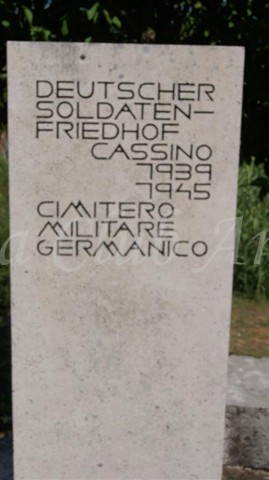 DEUTSCHER
SOLDATEN—
FRIEDHOF
CASSINO
1939
1945
CIMITERO
MILITARE
GERMANICO